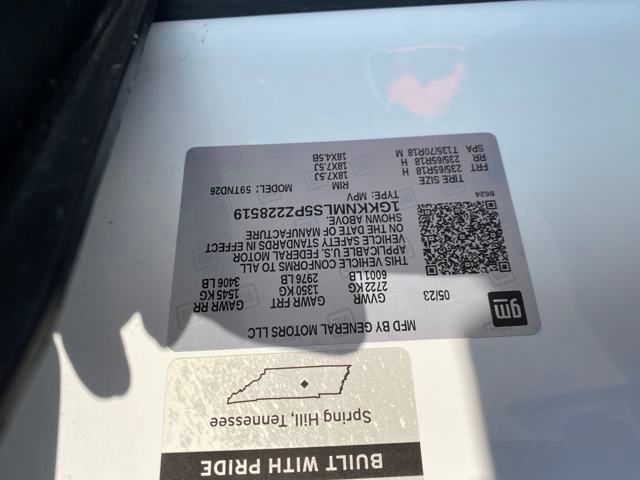 gm
MFD BY GENERAL MOTORS LLC
05/23
GVWR GAWR FRT GAWR RR
2722 KG 1350 KG 1545 KG
6001 LB 2976 LB 3406 LB
THIS VEHICLE CONFORMS TO ALL
APPLICABLE U.S. FEDERAL MOTOR
VEHICLE SAFETY STANDARDS IN EFFECT
ON THE DATE OF MANUFACTURE
SHOWN ABOVE.
1GKKNMLS5PZ228519
TYPE: MPV MODEL: 59TND26
B624
TIRE SIZE RIM
FRT 235/65R18 H 18X7.5J
RR 235/65R18 H 18X7.5J
SPA T135/70R18 M 18X4.5B
Spring Hill, Tennessee
BUILT WITH PRIDE